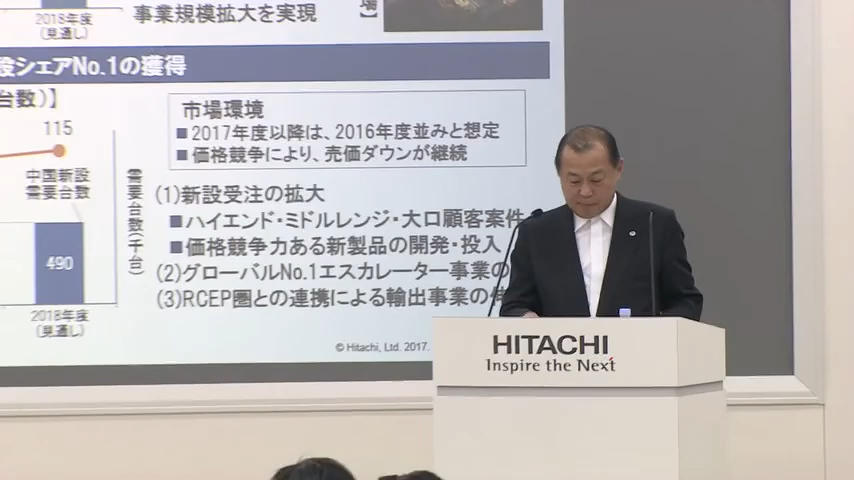 2018年度
(見通し)
事業規模拡大を実現
場】
設シェアNo.1の獲得
台数)】
115
中国新設
需要台数
需要台数(千台)
490
2018年度
(見通し)
市場環境
■2017年度以降は、2016年度並みと想定
■価格競争により、売価ダウンが継続
(1)新設受注の拡大
■ハイエンド・ミドルレンジ・大口顧客案件
■価格競争力ある新製品の開発・投入
(2)グローバルNo.1エスカレーター事業の
(3)RCEP圏との連携による輸出事業の
© Hitachi, Ltd. 2017.
HITACHI
Inspire the Next